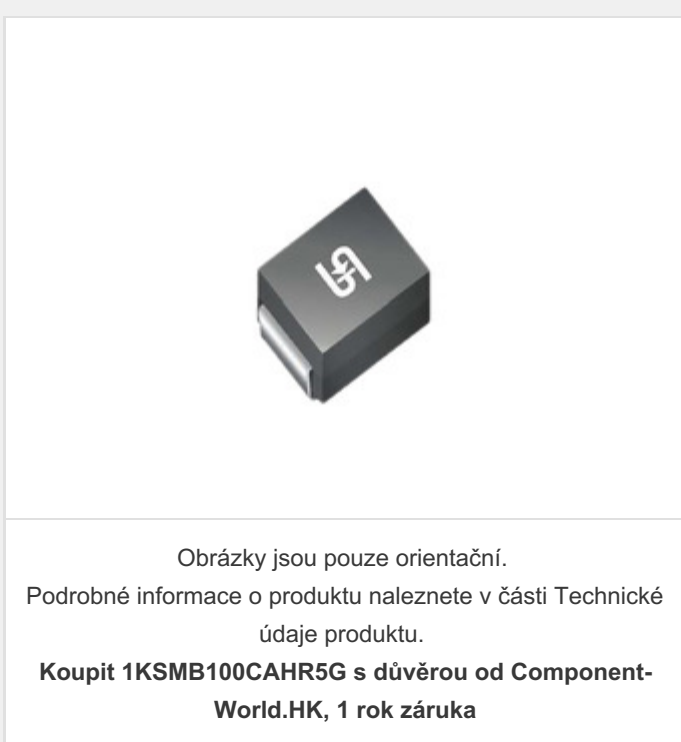 Obrázky jsou pouze orientační.
Podrobné informace o produktu naleznete v části Technické
údaje produktu.
Koupit 1KSMB100CAHR5G s důvěrou od Component-
World.HK, 1 rok záruka